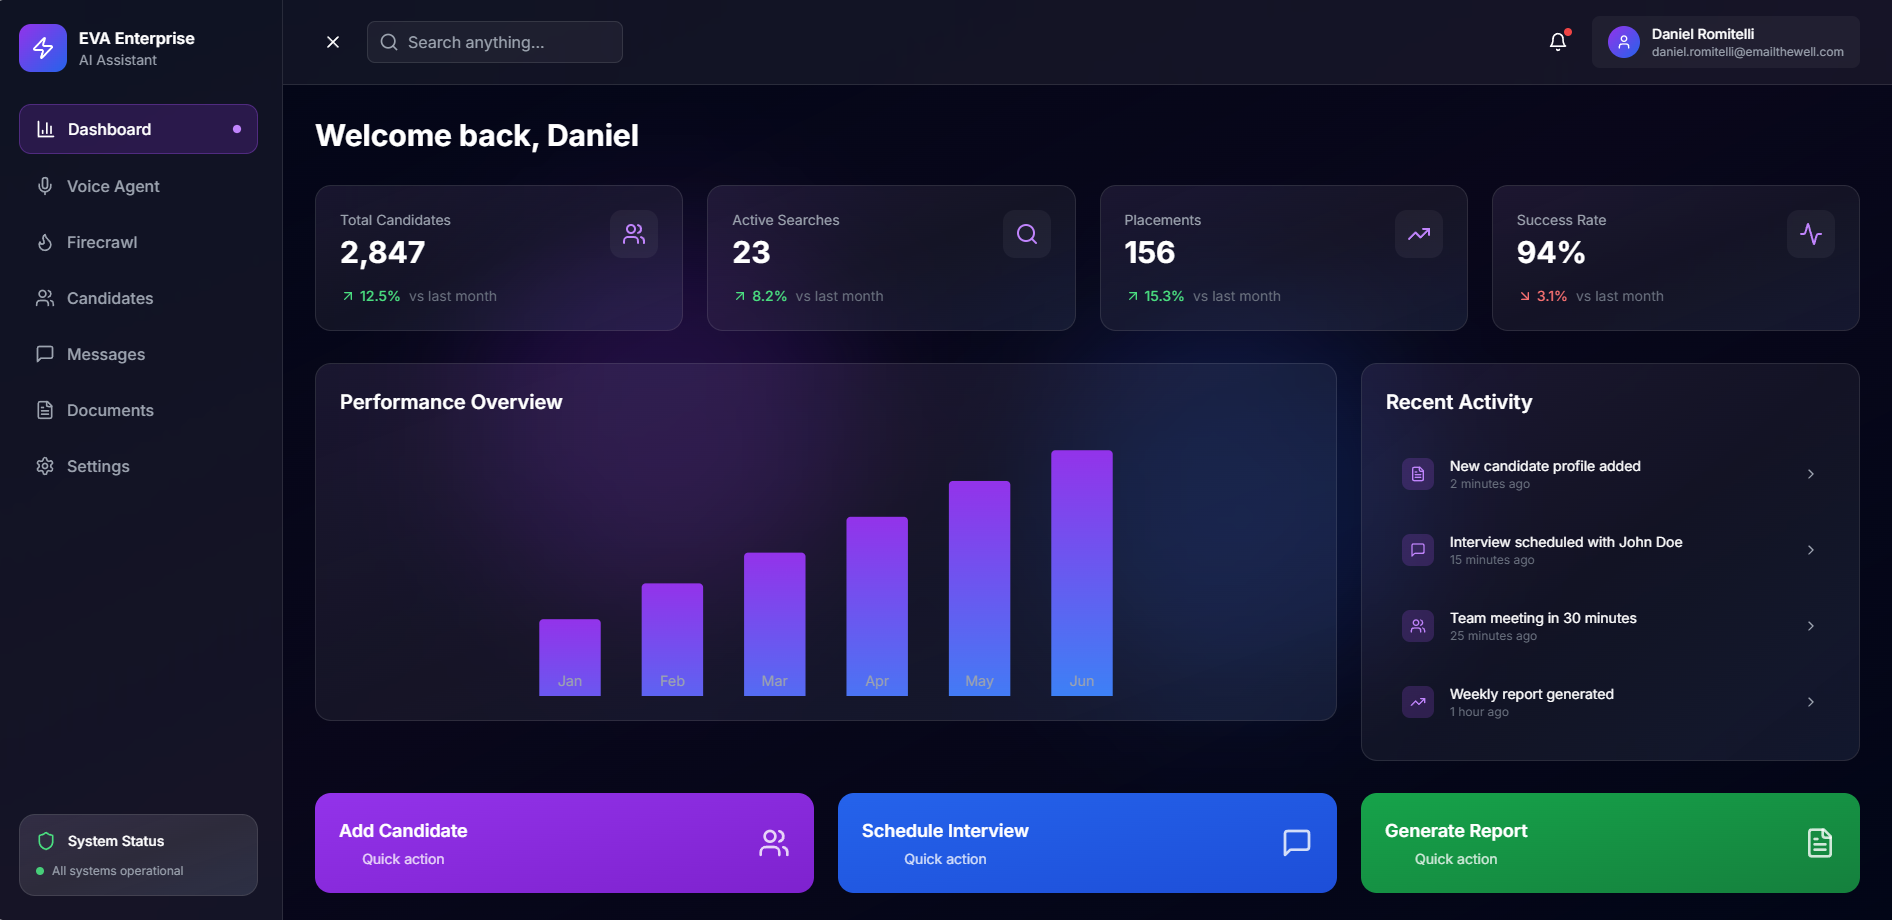 EVA Enterprise
AI Assistant
Dashboard
Voice Agent
Firecrawl
Candidates
Messages
Documents
Settings
System Status
All systems operational
Search anything...
Daniel Romitelli
daniel.romitelli@emailthewell.com
Welcome back, Daniel
Total Candidates
2,847
12.5% vs last month
Active Searches
23
8.2% vs last month
Placements
156
15.3% vs last month
Success Rate
94%
3.1% vs last month
Performance Overview
Jan Feb Mar Apr May Jun
Recent Activity
New candidate profile added
2 minutes ago
Interview scheduled with John Doe
15 minutes ago
Team meeting in 30 minutes
25 minutes ago
Weekly report generated
1 hour ago
Add Candidate
Quick action
Schedule Interview
Quick action
Generate Report
Quick action